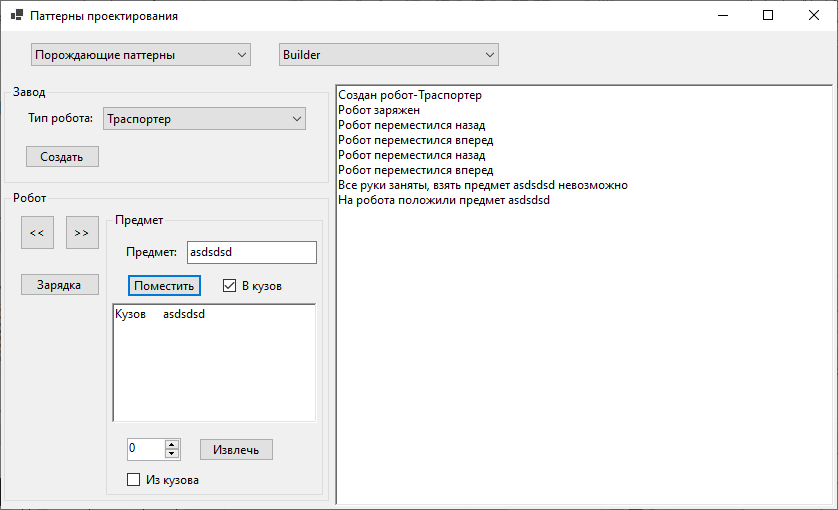 Паттерны проектирования
Порождающие паттерны
Builder
Завод
Тип робота:
Траспортер
Создать
Робот
<<
>>
Зарядка
Предмет
Предмет:
asdsdsd
Поместить
В кузов
Кузов asdsdsd
0
Извлечь
Из кузова
Создан робот-Траспортер
Робот заряжен
Робот переместился назад
Робот переместился вперед
Робот переместился назад
Робот переместился вперед
Все руки заняты, взять предмет asdsdsd невозможно
На робота положили предмет asdsdsd